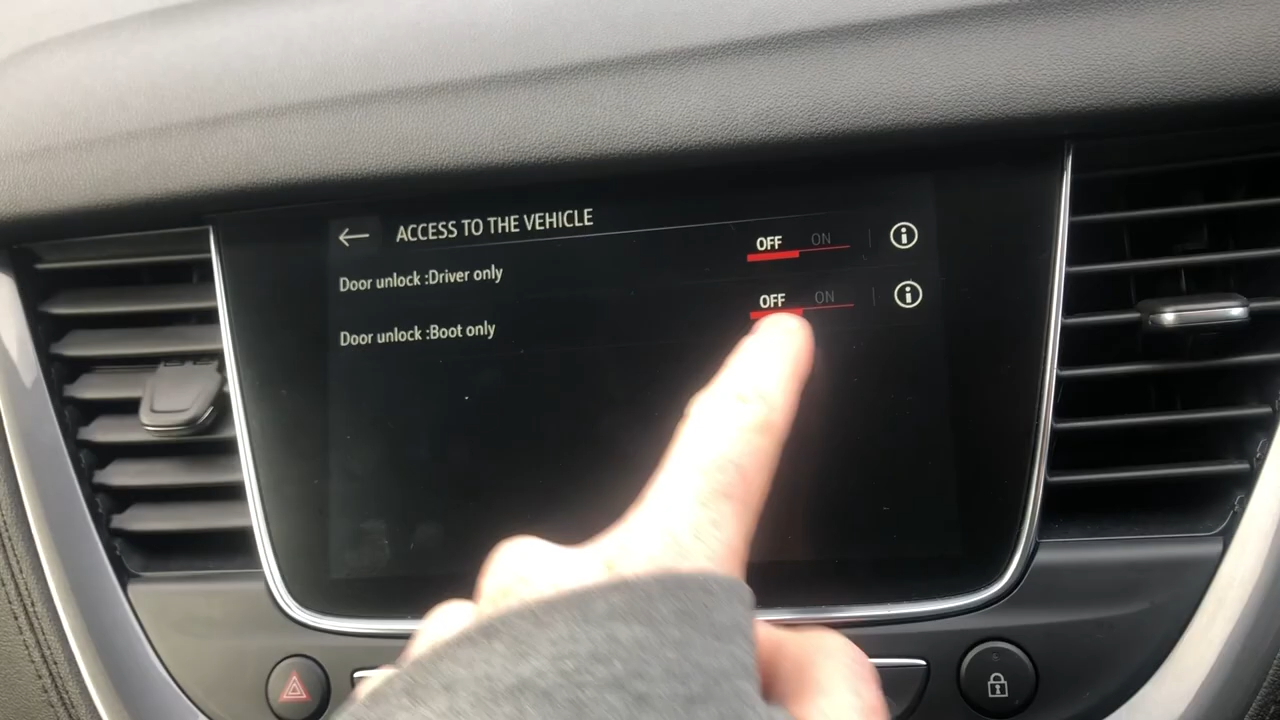 ACCESS TO THE VEHICLE
Door unlock :Driver only OFF ON
Door unlock :Boot only OFF ON